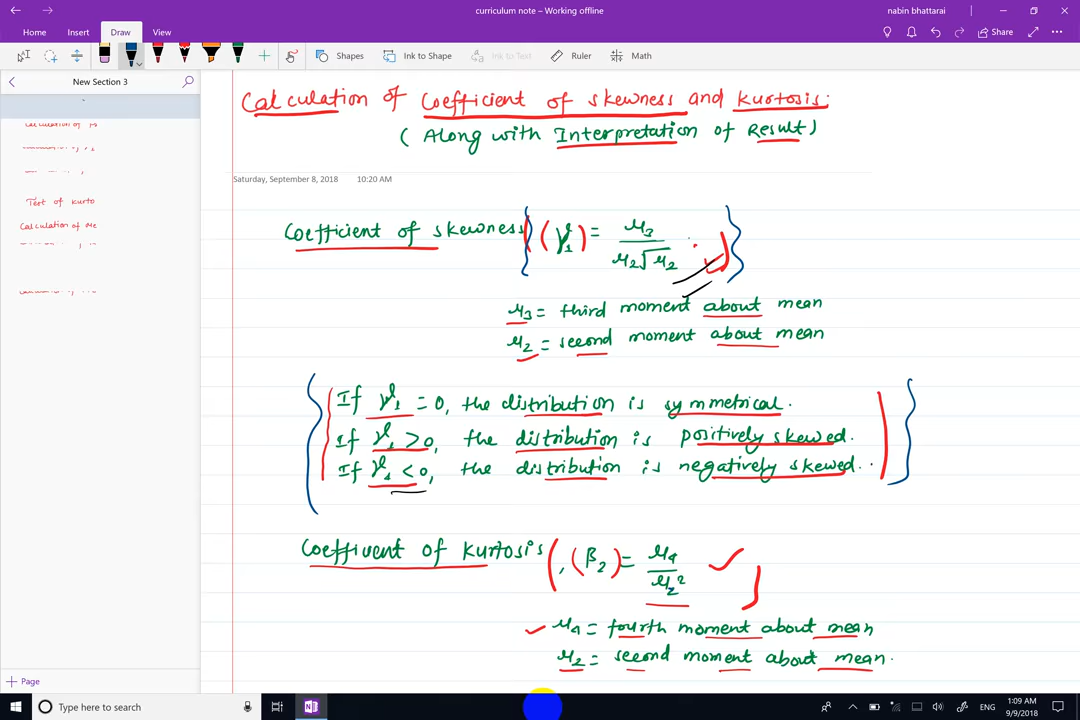 curriculum note – Working offline
nabin bhattarai
Home Insert Draw View
Share
Shapes Ink to Shape Ink to Text Ruler Math
New Section 3
Test of kurto
Calculation of Me
Calculation of Coefficient of skewness and kurtosis.
( Along with Interpretation of Result)
Saturday, September 8, 2018 10:20 AM
Coefficient of skewness (γ₁) = μ₃ / μ₂√μ₂
μ₃ = third moment about mean
μ₂ = second moment about mean
If γ₁ = 0, the distribution is symmetrical.
If γ₁ > 0, the distribution is positively skewed.
If γ₁ < 0, the distribution is negatively skewed.
Coefficient of kurtosis, (β₂) = μ₄ / μ₂²
μ₄ = fourth moment about mean
μ₂ = second moment about mean.
+ Page
Type here to search
ENG
1:09 AM
9/9/2018